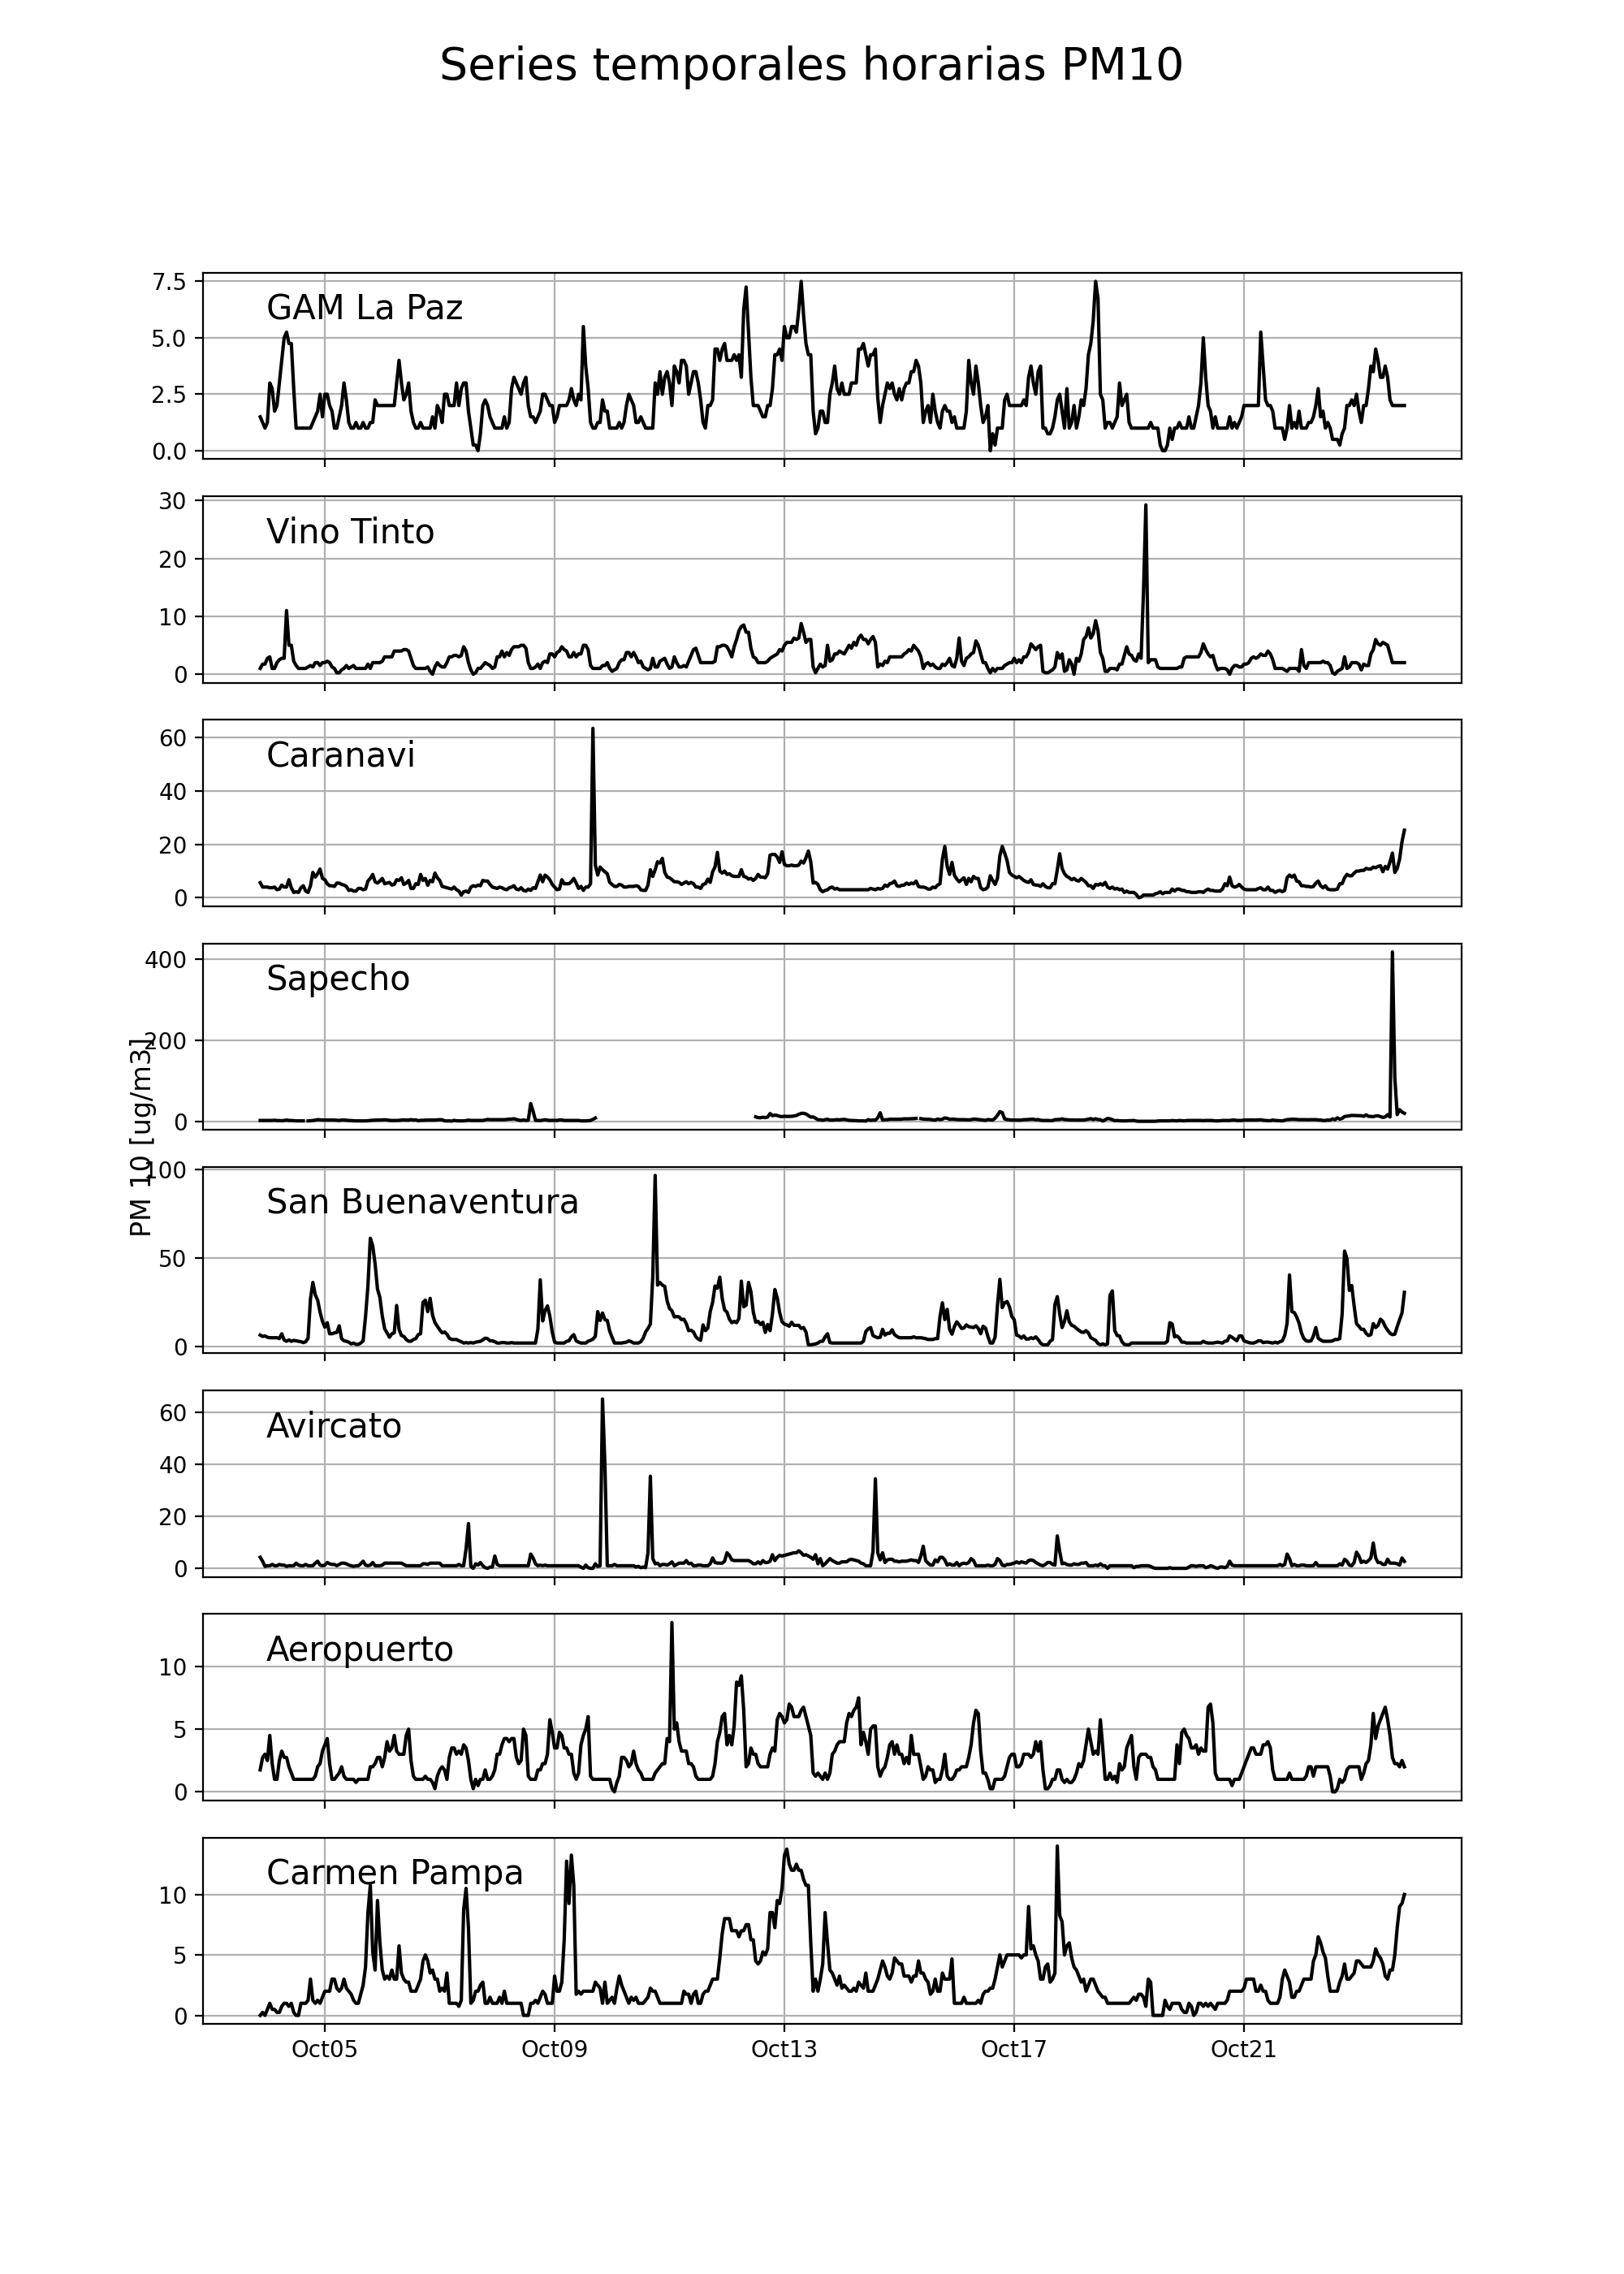 Series temporales horarias PM10
7.5
GAM La Paz
5.0
2.5
0.0
30
Vino Tinto
20
10
0
60
Caranavi
40
20
0
400
Sapecho
200
0
PM 10 [ug/m3]
100
San Buenaventura
50
0
60
Avircato
40
20
0
Aeropuerto
10
5
0
Carmen Pampa
10
5
0
Oct05 Oct09 Oct13 Oct17 Oct21